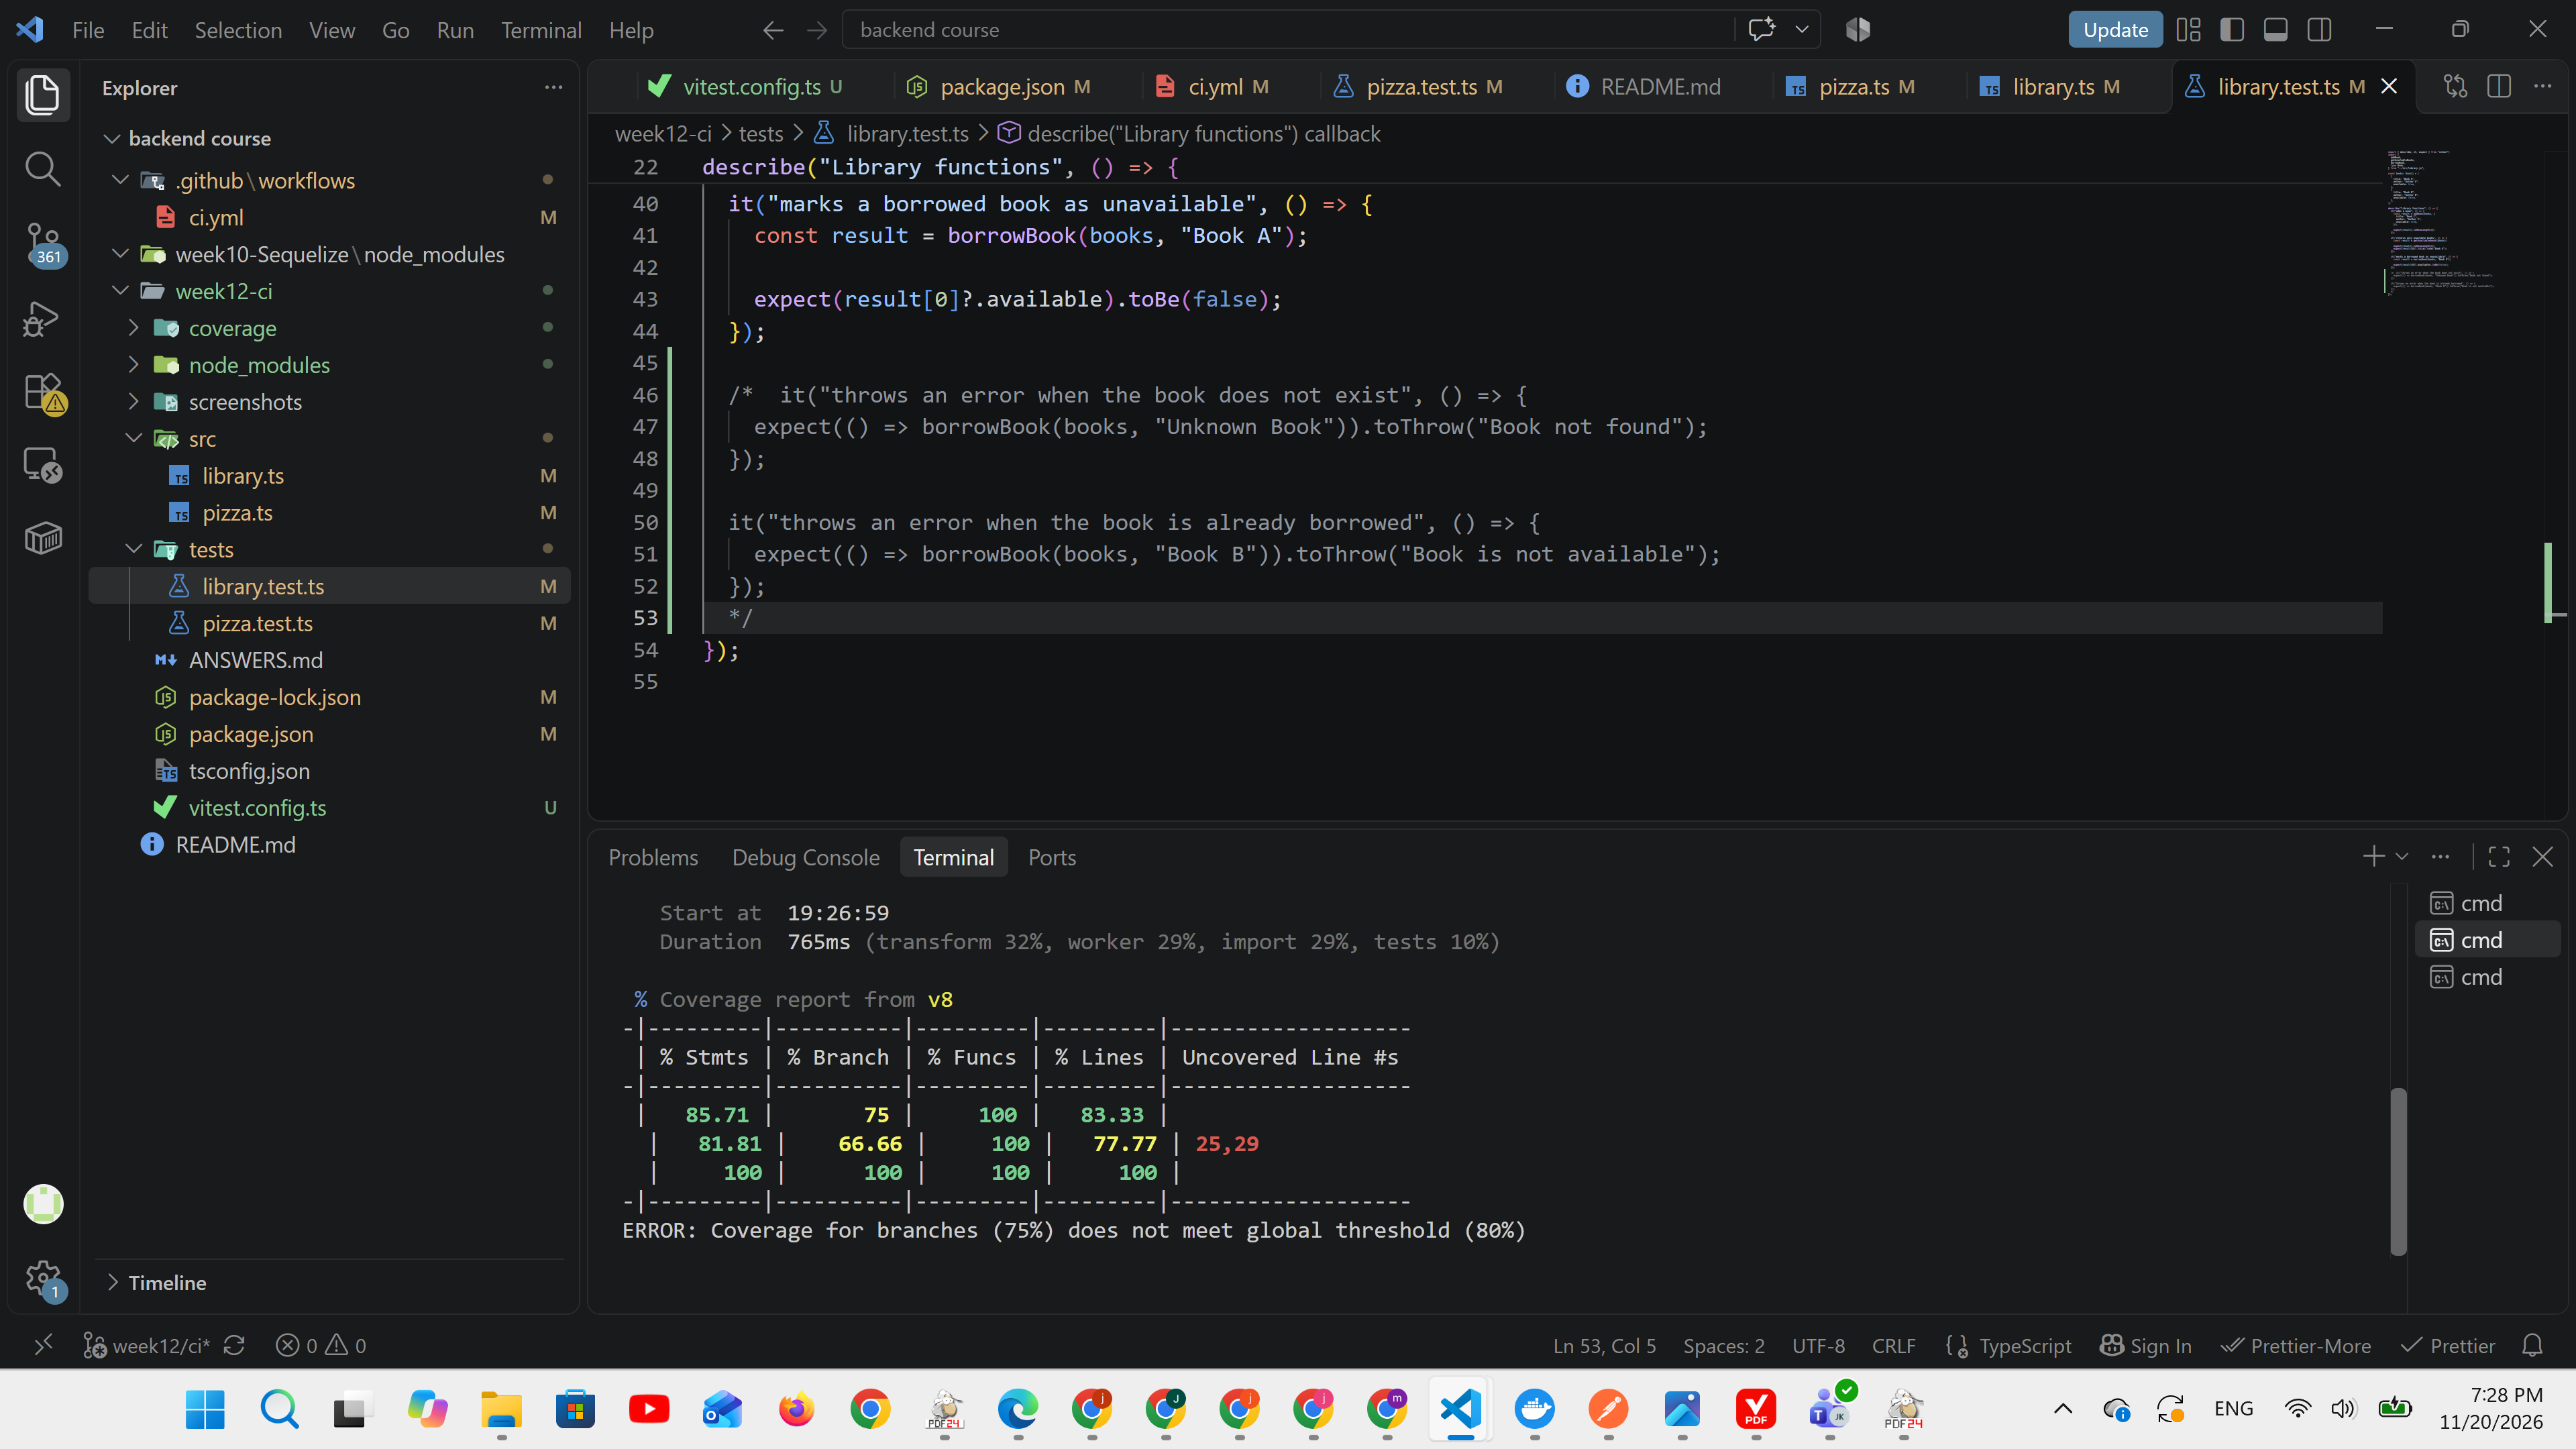 File Edit Selection View Go Run Terminal Help
backend course
Update
Explorer
backend course
.github\workflows
ci.yml M
week10-Sequelize\node_modules
week12-ci
coverage
node_modules
screenshots
src
library.ts M
pizza.ts M
tests
library.test.ts M
pizza.test.ts M
ANSWERS.md
package-lock.json M
package.json M
tsconfig.json
vitest.config.ts U
README.md
Timeline
361
1
vitest.config.ts U package.json M ci.yml M pizza.test.ts M README.md pizza.ts M library.ts M library.test.ts M
week12-ci > tests > library.test.ts > describe("Library functions") callback
22 describe("Library functions", () => {
40 it("marks a borrowed book as unavailable", () => {
41 const result = borrowBook(books, "Book A");
42
43 expect(result[0]?.available).toBe(false);
44 });
45
46 /*  it("throws an error when the book does not exist", () => {
47 expect(() => borrowBook(books, "Unknown Book")).toThrow("Book not found");
48 });
49
50 it("throws an error when the book is already borrowed", () => {
51 expect(() => borrowBook(books, "Book B")).toThrow("Book is not available");
52 });
53 */
54 });
55
Problems Debug Console Terminal Ports
cmd
cmd
cmd
Start at 19:26:59
Duration 765ms (transform 32%, worker 29%, import 29%, tests 10%)
% Coverage report from v8
-|---------|----------|---------|---------|-------------------
| % Stmts | % Branch | % Funcs | % Lines | Uncovered Line #s
-|---------|----------|---------|---------|-------------------
| 85.71 | 75 | 100 | 83.33 |
| 81.81 | 66.66 | 100 | 77.77 | 25,29
| 100 | 100 | 100 | 100 |
-|---------|----------|---------|---------|-------------------
ERROR: Coverage for branches (75%) does not meet global threshold (80%)
week12/ci* 0 0
Ln 53, Col 5 Spaces: 2 UTF-8 CRLF {} TypeScript Sign In Prettier-More Prettier
ENG
7:28 PM
11/20/2026